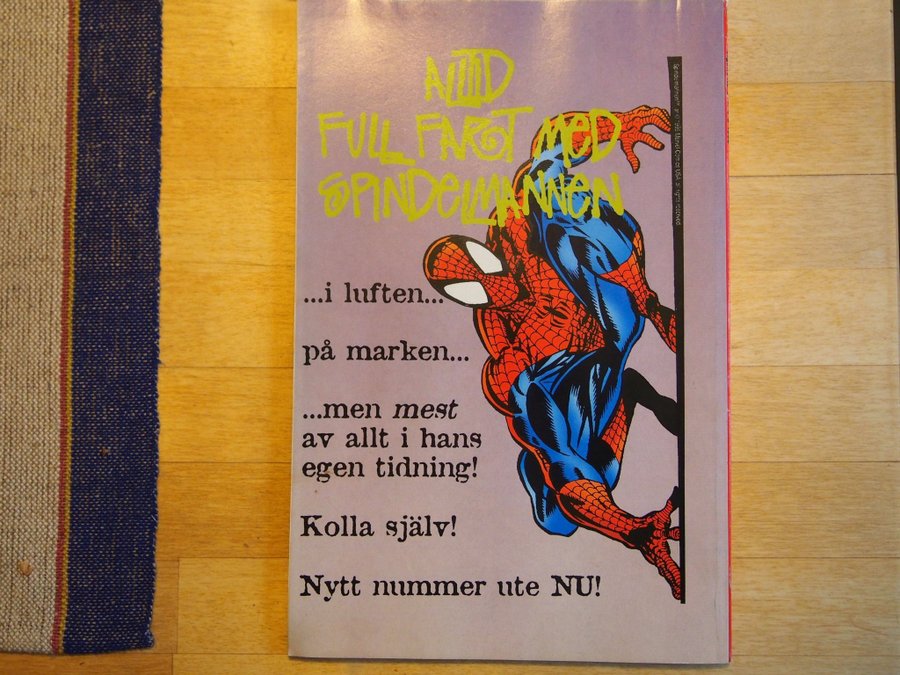 ALLTID
FULL FART MED
SPINDELMANNEN
...i luften...
på marken...
...men mest
av allt i hans
egen tidning!
Kolla själv!
Nytt nummer ute NU!